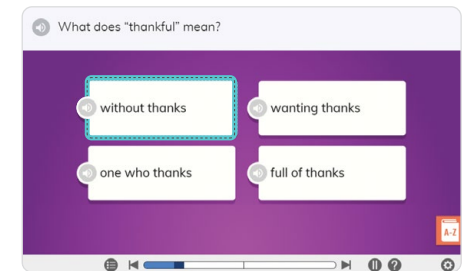 What does “thankful” mean?
without thanks
wanting thanks
one who thanks
full of thanks
A-Z
?